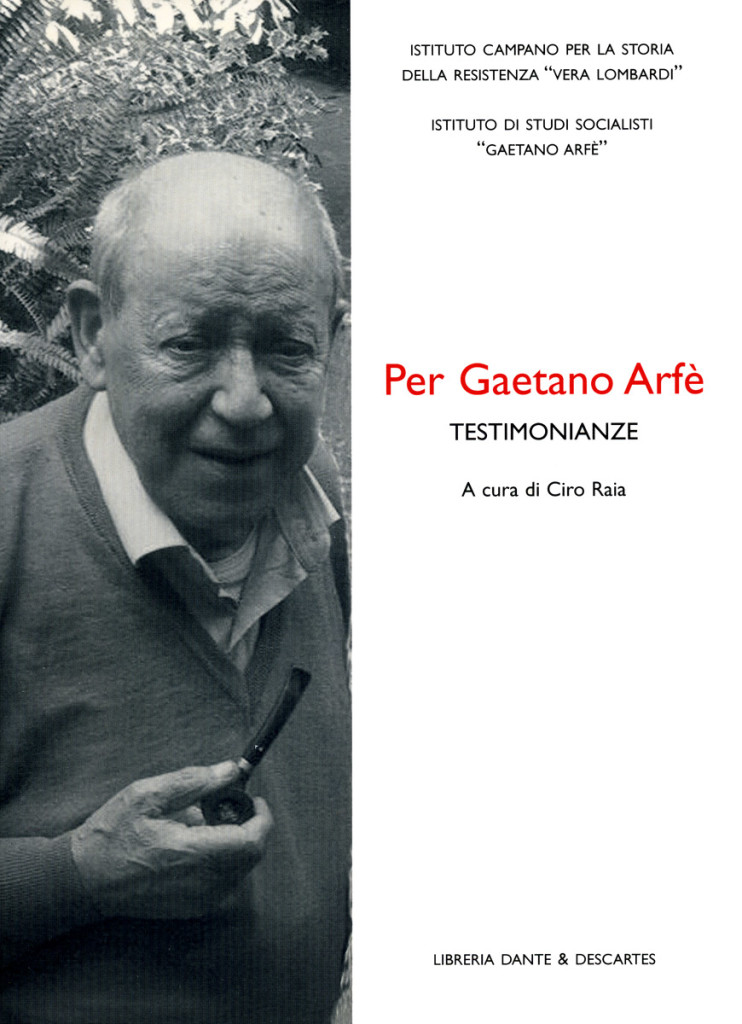 ISTITUTO CAMPANO PER LA STORIA
DELLA RESISTENZA “VERA LOMBARDI”
ISTITUTO DI STUDI SOCIALISTI
“GAETANO ARFÈ”
Per Gaetano Arfè
TESTIMONIANZE
A cura di Ciro Raia
LIBRERIA DANTE & DESCARTES